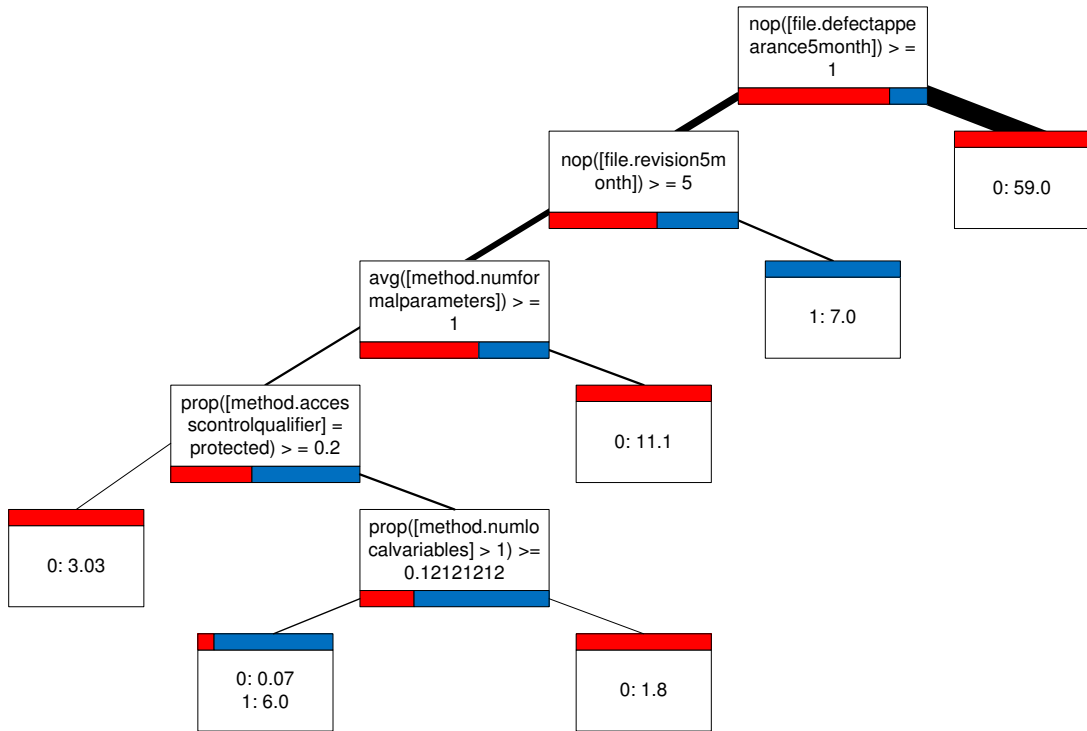 nop([file.defectappe
arance5month]) > =
1
0: 59.0
nop([file.revision5m
onth]) > = 5
1: 7.0
avg([method.numfor
malparameters]) > =
1
0: 11.1
prop([method.acces
scontrolqualifier] =
protected) > = 0.2
0: 3.03
prop([method.numlo
calvariables] > 1) >=
0.12121212
0: 0.07
1: 6.0
0: 1.8